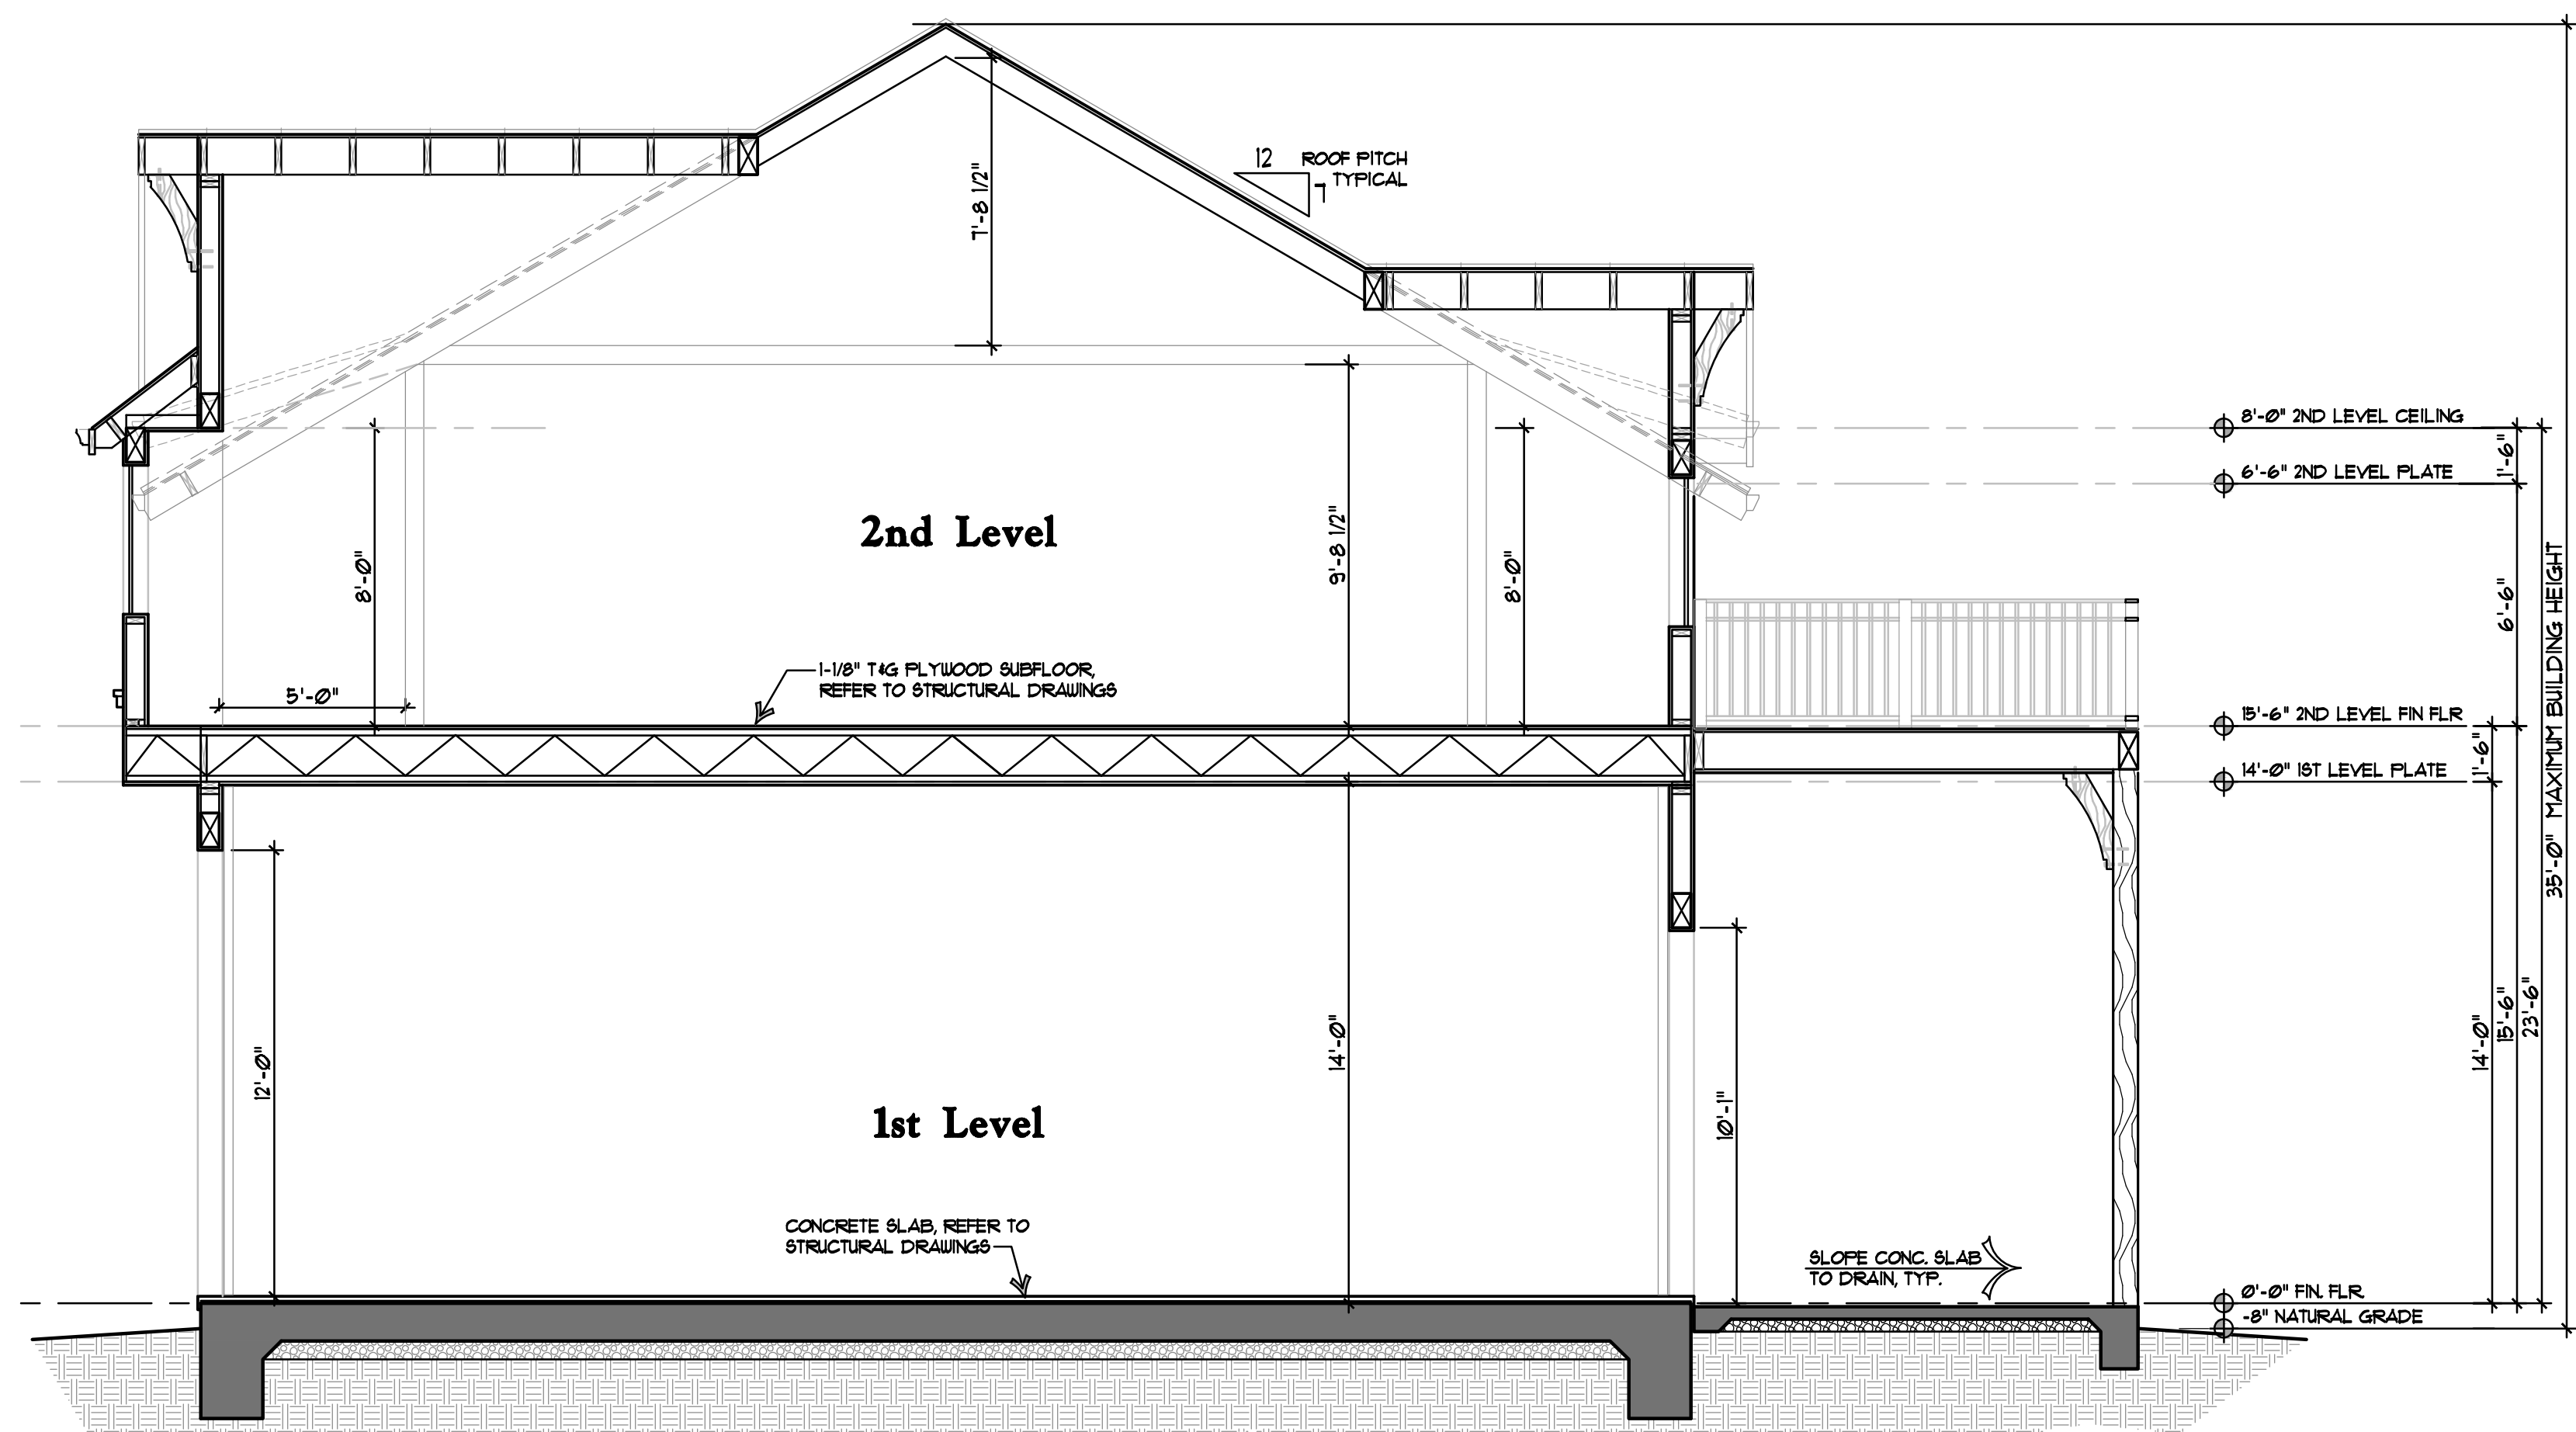 12 ROOF PITCH
7 TYPICAL
7'-8 1/2"
8'-0" 2ND LEVEL CEILING
1'-6"
6'-6" 2ND LEVEL PLATE
2nd Level
8'-0"
9'-8 1/2"
8'-0"
6'-6"
35'-0" MAXIMUM BUILDING HEIGHT
1-1/8" T&G PLYWOOD SUBFLOOR,
REFER TO STRUCTURAL DRAWINGS
5'-0"
15'-6" 2ND LEVEL FIN FLR
1'-6"
14'-0" 1ST LEVEL PLATE
12'-0"
14'-0"
10'-1"
14'-0"
15'-6"
23'-6"
1st Level
CONCRETE SLAB, REFER TO
STRUCTURAL DRAWINGS
SLOPE CONC. SLAB
TO DRAIN, TYP.
0'-0" FIN. FLR
-8" NATURAL GRADE